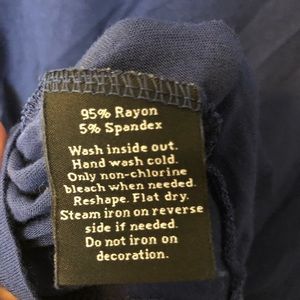 95% Rayon
5% Spandex
Wash inside out.
Hand wash cold.
Only non-chlorine
bleach when needed.
Reshape. Flat dry.
Steam iron on reverse
side if needed.
Do not iron on
decoration.